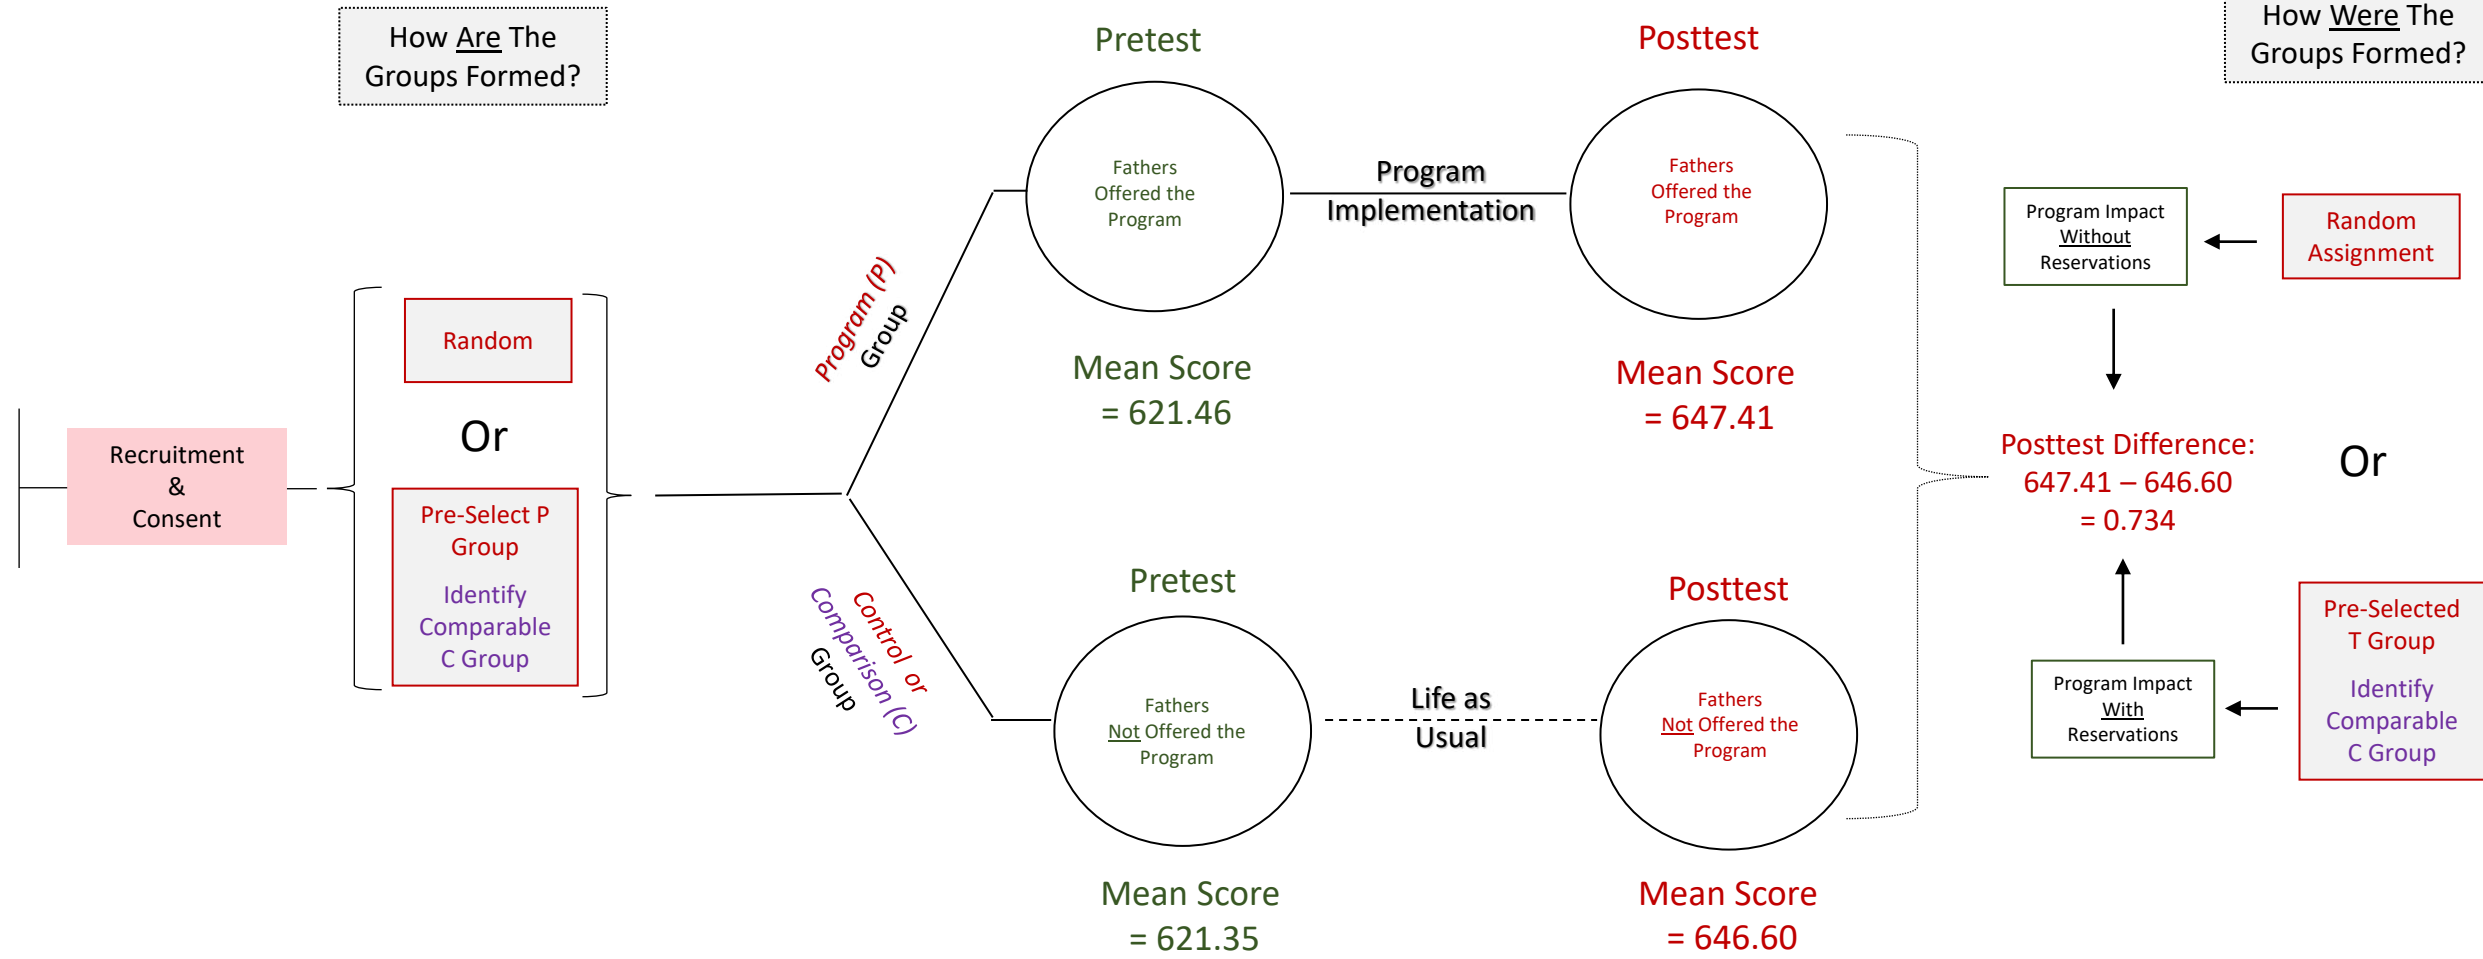 How Are The
Groups Formed?
Recruitment
&
Consent
Random
Or
Pre-Select P
Group
Identify
Comparable
C Group
Program (P)
Group
Control or
Comparison (C)
Group
Pretest
Fathers
Offered the
Program
Mean Score
= 621.46
Program
Implementation
Posttest
Fathers
Offered the
Program
Mean Score
= 647.41
Pretest
Fathers
Not Offered the
Program
Mean Score
= 621.35
Life as
Usual
Posttest
Fathers
Not Offered the
Program
Mean Score
= 646.60
How Were The
Groups Formed?
Program Impact
Without
Reservations
Random
Assignment
Posttest Difference:
647.41 – 646.60
= 0.734
Or
Program Impact
With
Reservations
Pre-Selected
T Group
Identify
Comparable
C Group